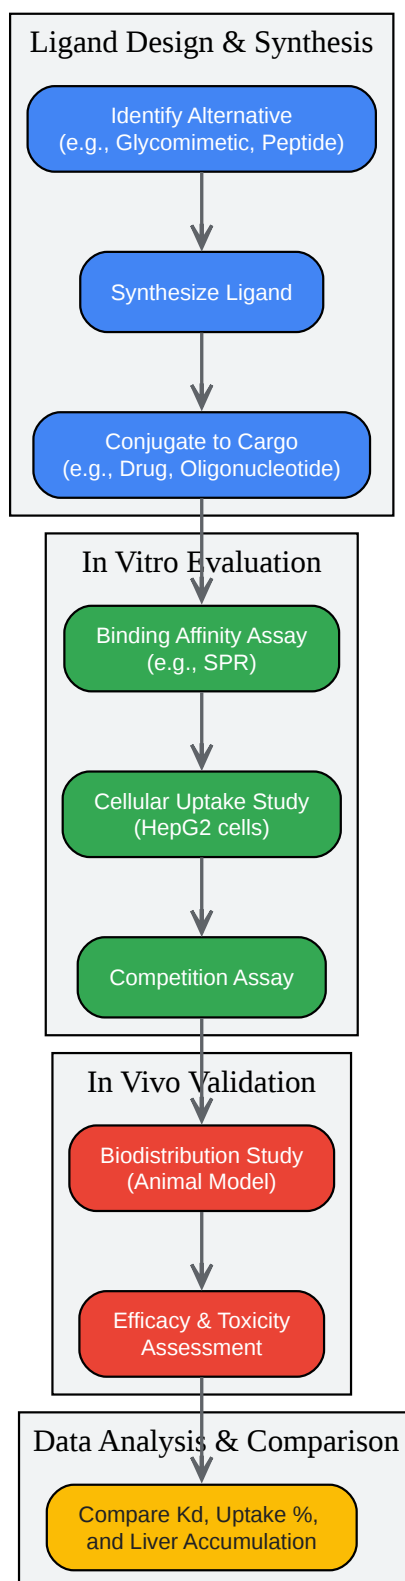 Ligand Design & Synthesis
Identify Alternative
(e.g., Glycomimetic, Peptide)
Synthesize Ligand
Conjugate to Cargo
(e.g., Drug, Oligonucleotide)
In Vitro Evaluation
Binding Affinity Assay
(e.g., SPR)
Cellular Uptake Study
(HepG2 cells)
Competition Assay
In Vivo Validation
Biodistribution Study
(Animal Model)
Efficacy & Toxicity
Assessment
Data Analysis & Comparison
Compare Kd, Uptake %,
and Liver Accumulation